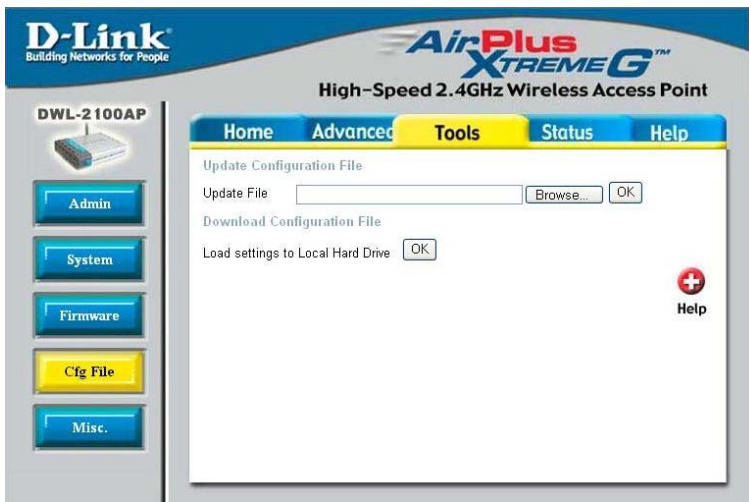 D-Link
Building Networks for People
AirPlus
XTREME G™
High-Speed 2.4GHz Wireless Access Point
DWL-2100AP
Home Advanced Tools Status Help
Admin
System
Firmware
Cfg File
Misc.
Update Configuration File
Update File Browse... OK
Download Configuration File
Load settings to Local Hard Drive OK
Help